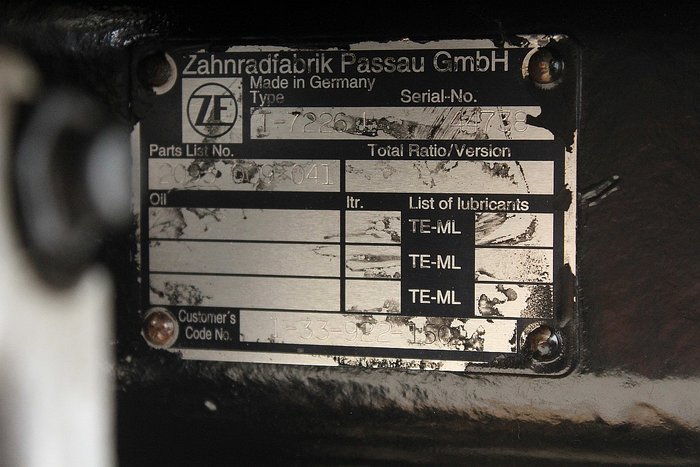 Zahnradfabrik Passau GmbH
Made in Germany
Type Serial-No.
ZF
Parts List No. Total Ratio/Version
Oil ltr. List of lubricants
TE-ML
TE-ML
TE-ML
Customer's
Code No.